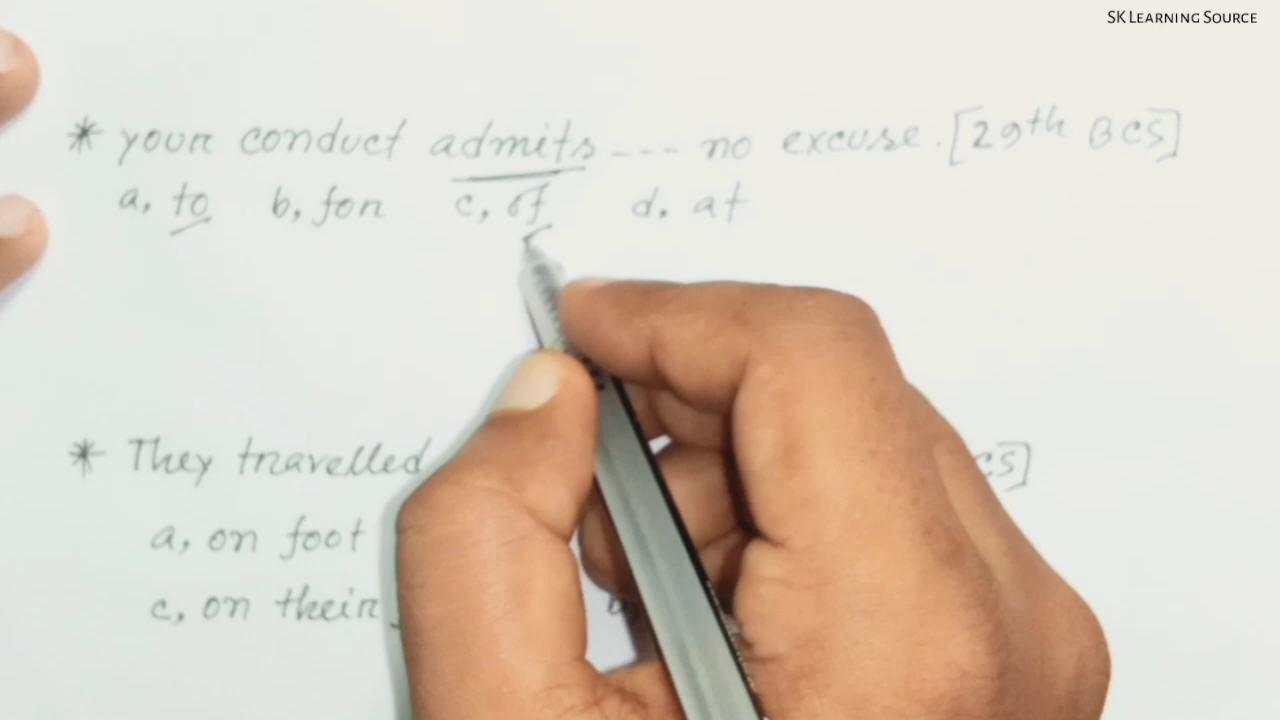 SK Learning Source
* your conduct admits --- no excuse. [29th BCS]
a, to b, for c, of d. at
* They travelled CS]
a, on foot
c, on their